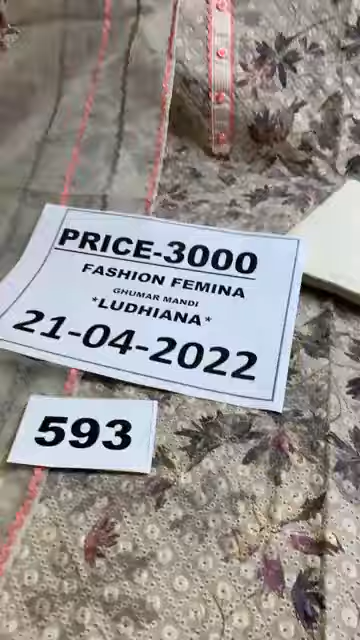 PRICE-3000
FASHION FEMINA
GHUMAR MANDI
*LUDHIANA*
21-04-2022
593